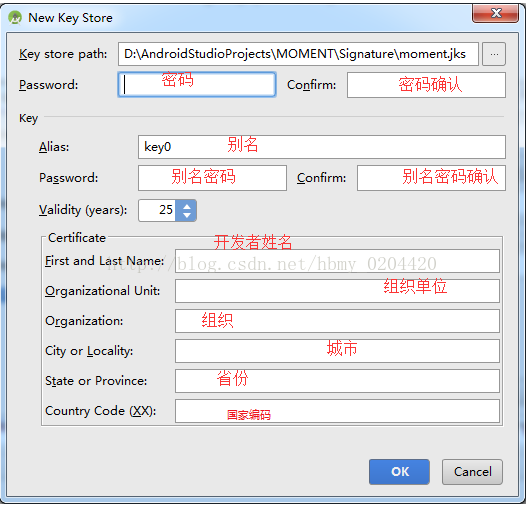 New Key Store
Key store path: D:\AndroidStudioProjects\MOMENT\Signature\moment.jks ...
Password: 密码 Confirm: 密码确认
Key
Alias: key0 别名
Password: 别名密码 Confirm: 别名密码确认
Validity (years): 25
Certificate 开发者姓名
First and Last Name:
http://blog.csdn.net/hbmy_0204420
Organizational Unit: 组织单位
Organization: 组织
City or Locality: 城市
State or Province: 省份
Country Code (XX): 国家编码
OK Cancel